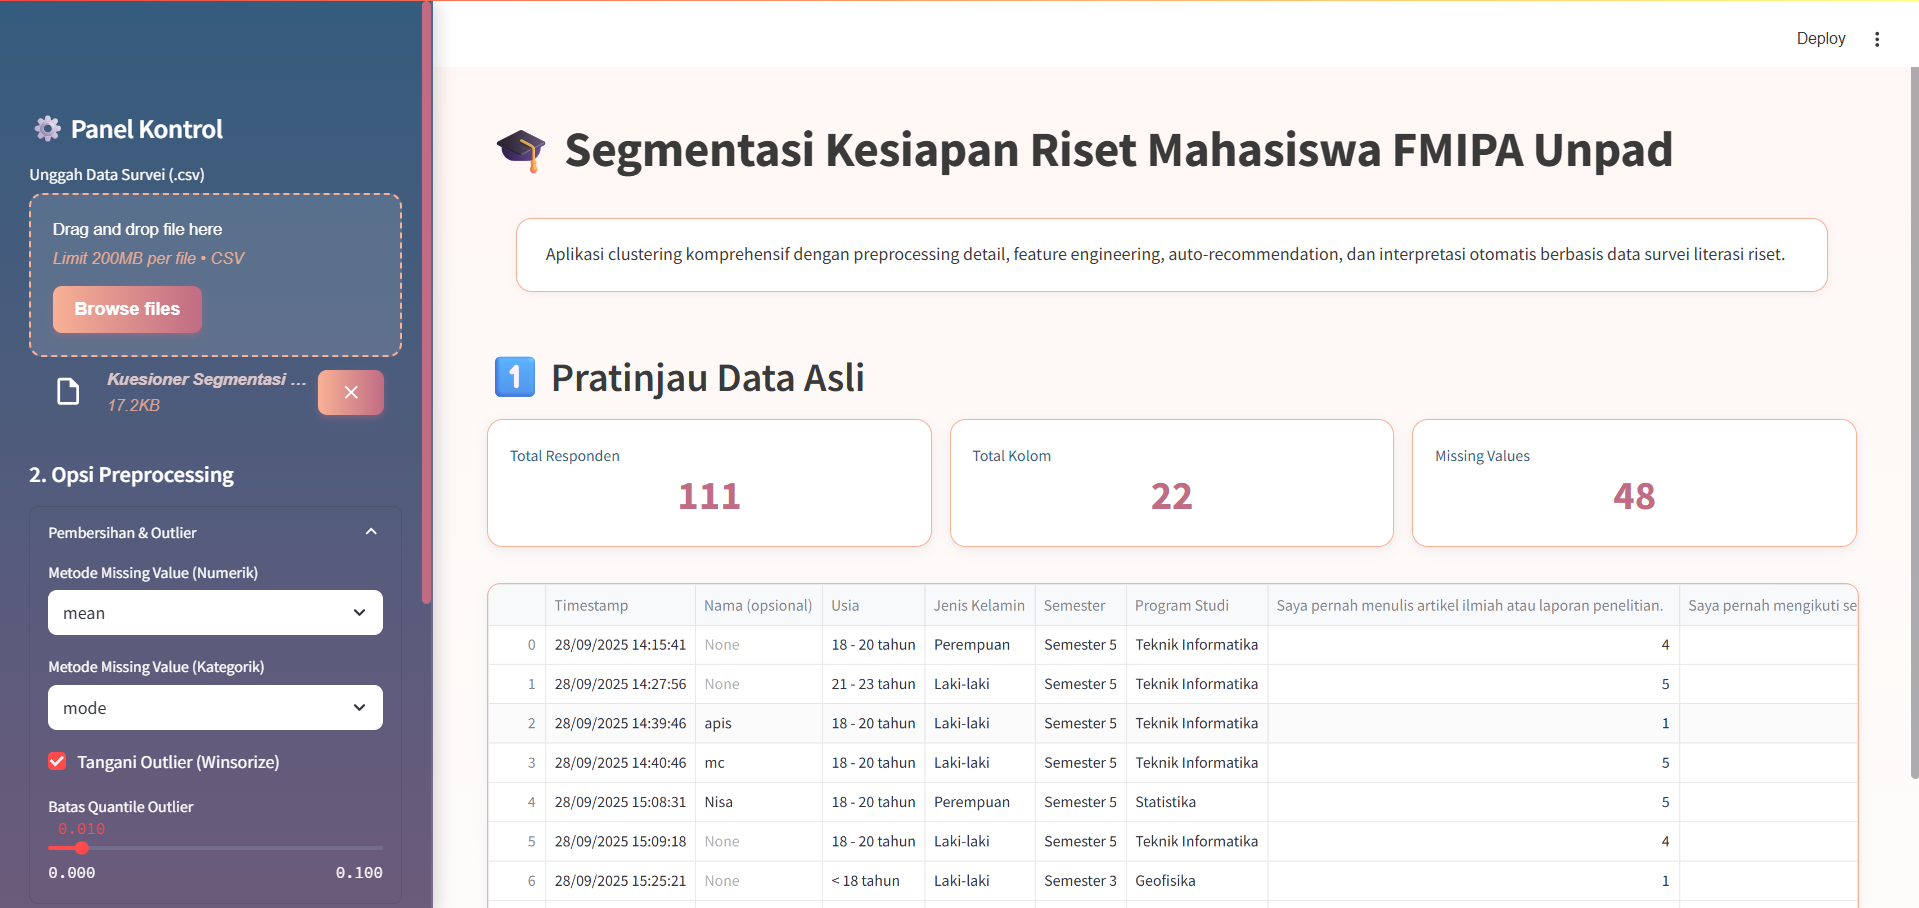 Deploy
Panel Kontrol
Unggah Data Survei (.csv)
Drag and drop file here
Limit 200MB per file • CSV
Browse files
Kuesioner Segmentasi ...
17.2KB
2. Opsi Preprocessing
Pembersihan & Outlier
Metode Missing Value (Numerik)
mean
Metode Missing Value (Kategorik)
mode
Tangani Outlier (Winsorize)
Batas Quantile Outlier
0.010
0.000 0.100
Segmentasi Kesiapan Riset Mahasiswa FMIPA Unpad
Aplikasi clustering komprehensif dengan preprocessing detail, feature engineering, auto-recommendation, dan interpretasi otomatis berbasis data survei literasi riset.
1 Pratinjau Data Asli
Total Responden
111
Total Kolom
22
Missing Values
48
Timestamp Nama (opsional) Usia Jenis Kelamin Semester Program Studi Saya pernah menulis artikel ilmiah atau laporan penelitian. Saya pernah mengikuti se
0 28/09/2025 14:15:41 None 18 - 20 tahun Perempuan Semester 5 Teknik Informatika 4
1 28/09/2025 14:27:56 None 21 - 23 tahun Laki-laki Semester 5 Teknik Informatika 5
2 28/09/2025 14:39:46 apis 18 - 20 tahun Laki-laki Semester 5 Teknik Informatika 1
3 28/09/2025 14:40:46 mc 18 - 20 tahun Laki-laki Semester 5 Teknik Informatika 5
4 28/09/2025 15:08:31 Nisa 18 - 20 tahun Perempuan Semester 5 Statistika 5
5 28/09/2025 15:09:18 None 18 - 20 tahun Laki-laki Semester 5 Teknik Informatika 4
6 28/09/2025 15:25:21 None < 18 tahun Laki-laki Semester 3 Geofisika 1